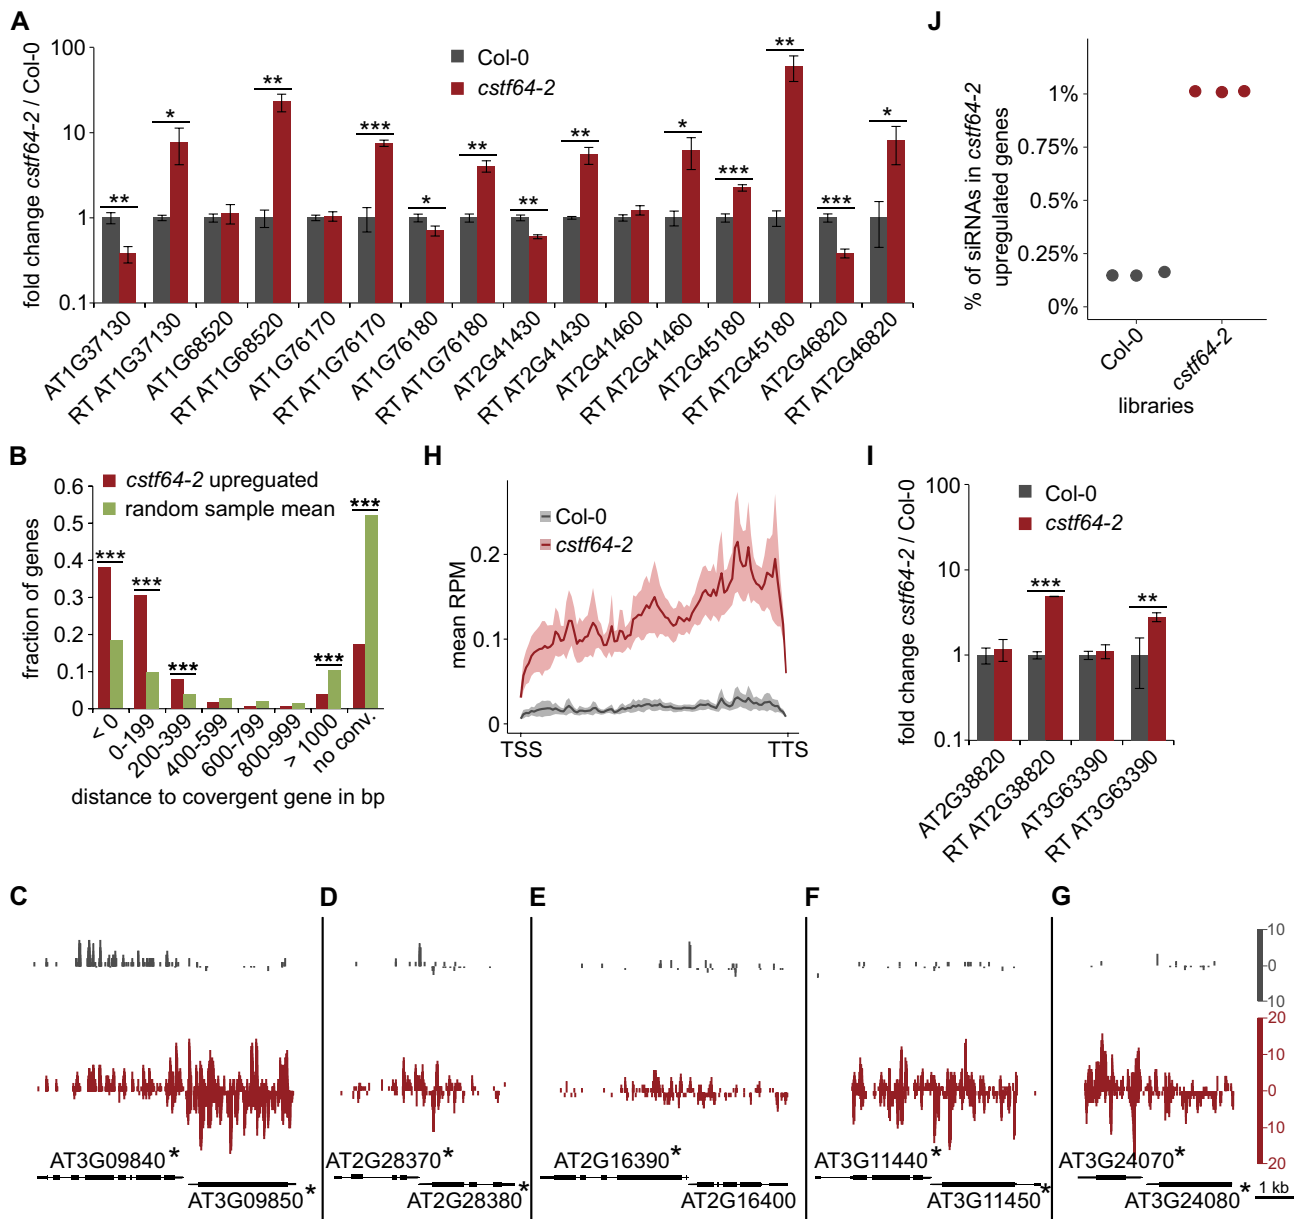 A
fold change cstf64-2 / Col-0
100
10
1
0.1
Col-0
cstf64-2
**
*
**
***
*
**
**
**
*
***
**
***
*
AT1G37130
RT AT1G37130
AT1G68520
RT AT1G68520
AT1G76170
RT AT1G76170
AT1G76180
RT AT1G76180
AT2G41430
RT AT2G41430
AT2G41460
RT AT2G41460
AT2G45180
RT AT2G45180
AT2G46820
RT AT2G46820
J
% of siRNAs in cstf64-2
upregulated genes
1%
0.75%
0.25%
0%
Col-0
cstf64-2
libraries
B
cstf64-2 upreguated
random sample mean
fraction of genes
0.6
0.5
0.4
0.3
0.2
0.1
0
***
***
***
***
***
< 0
0-199
200-399
400-599
600-799
800-999
> 1000
no conv.
distance to covergent gene in bp
H
Col-0
cstf64-2
mean RPM
0.2
0.1
0
TSS
TTS
I
fold change cstf64-2 / Col-0
100
10
1
0.1
Col-0
cstf64-2
***
**
AT2G38820
RT AT2G38820
AT3G63390
RT AT3G63390
C
AT3G09840 *
AT3G09850 *
D
AT2G28370 *
AT2G28380 *
E
AT2G16390 *
AT2G16400
F
AT3G11440 *
AT3G11450 *
G
AT3G24070 *
AT3G24080 *
10
0
10
20
10
0
10
20
1 kb